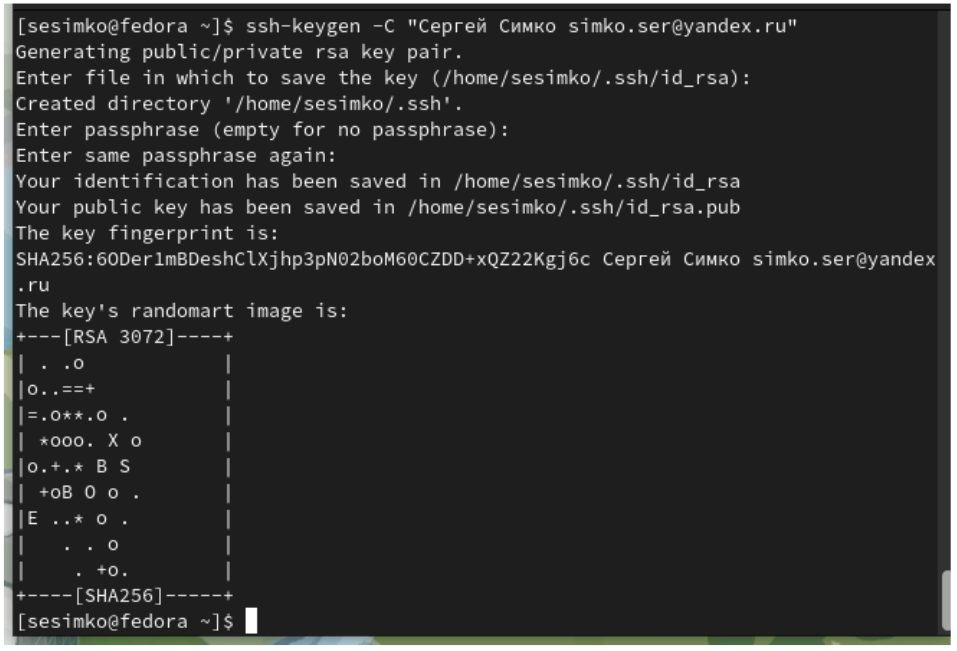 [sesimko@fedora ~]$ ssh-keygen -C "Сергей Симко simko.ser@yandex.ru"
Generating public/private rsa key pair.
Enter file in which to save the key (/home/sesimko/.ssh/id_rsa):
Created directory '/home/sesimko/.ssh'.
Enter passphrase (empty for no passphrase):
Enter same passphrase again:
Your identification has been saved in /home/sesimko/.ssh/id_rsa
Your public key has been saved in /home/sesimko/.ssh/id_rsa.pub
The key fingerprint is:
SHA256:6ODer1mBDeshClXjhp3pN02boM60CZDD+xQZ22Kgj6c Сергей Симко simko.ser@yandex
.ru
The key's randomart image is:
+---[RSA 3072]----+
| . .o            |
|o..==+           |
|=.o**.o .        |
| *ooo. X o       |
|o.+.* B S        |
| +oB O o .       |
|E ..* o .        |
|   . . o         |
|    . +o.        |
+----[SHA256]-----+
[sesimko@fedora ~]$